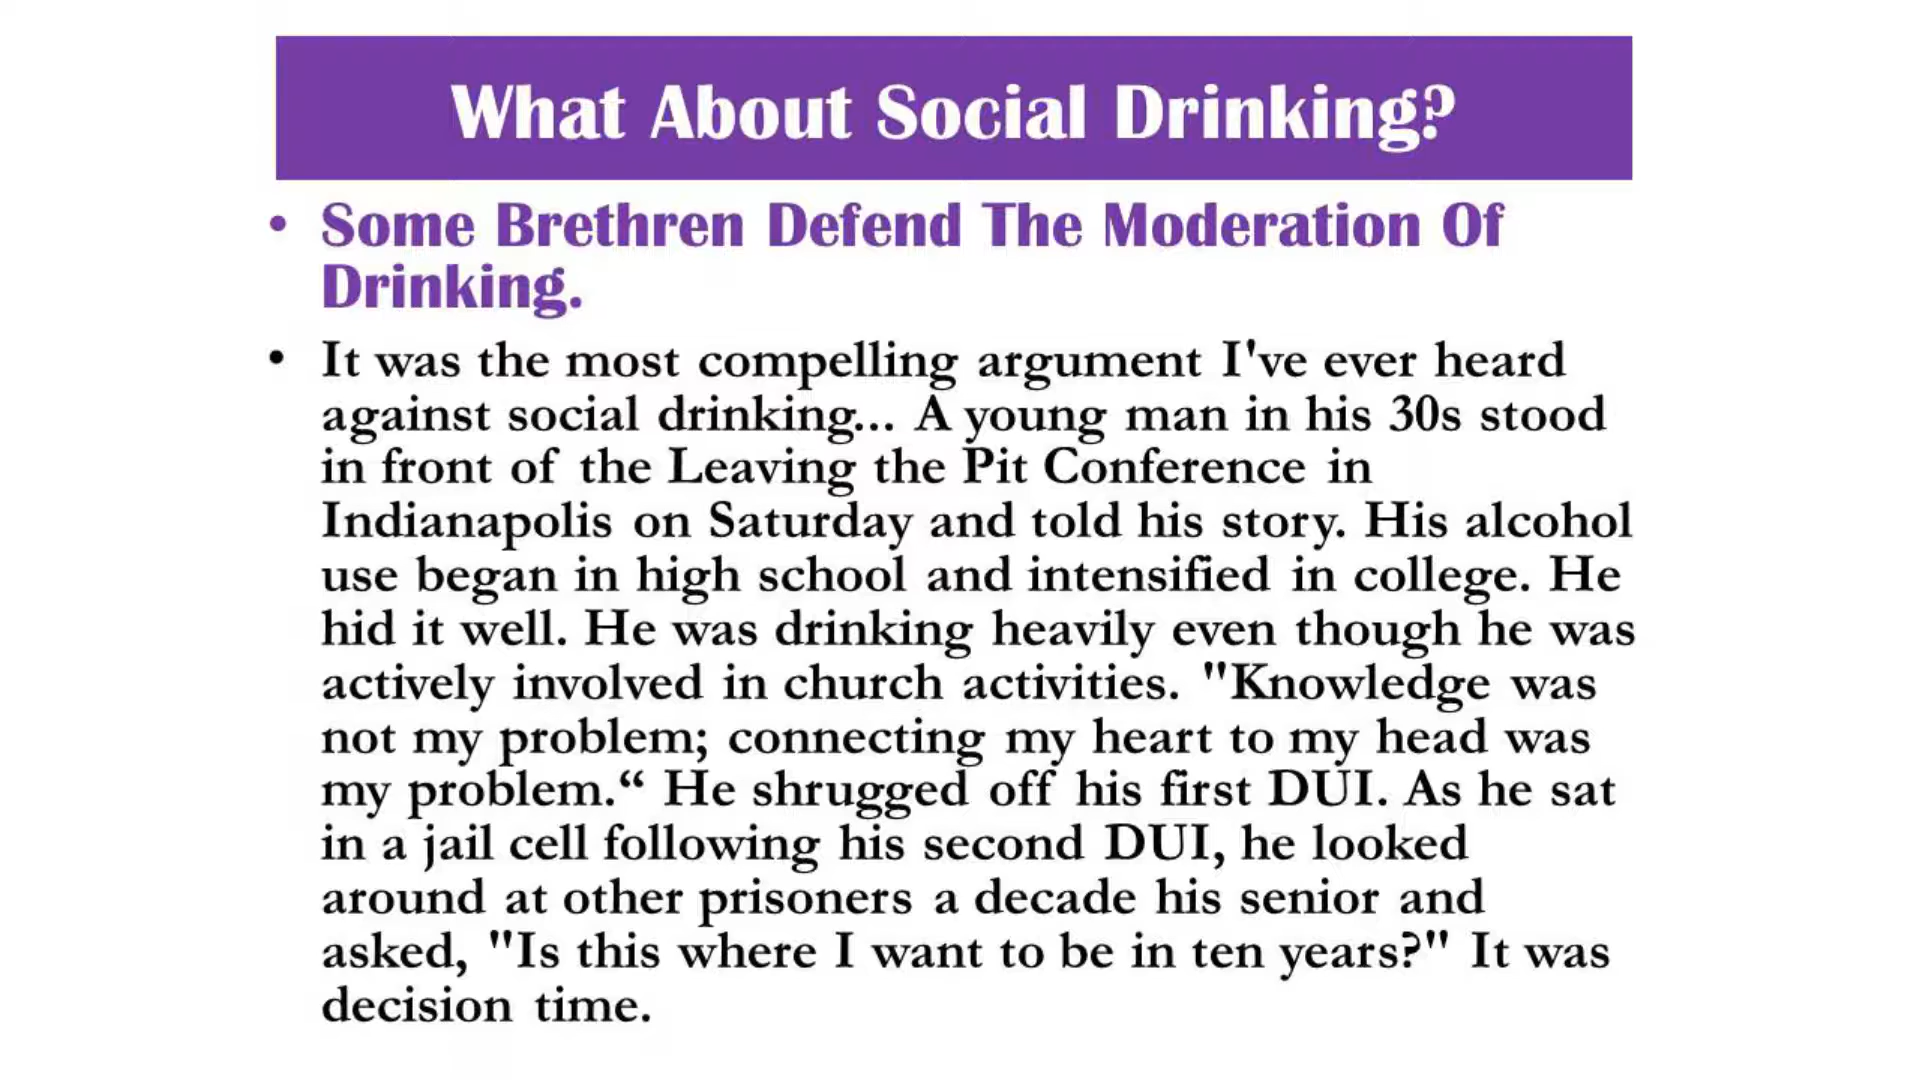 What About Social Drinking?
• Some Brethren Defend The Moderation Of
Drinking.
• It was the most compelling argument I've ever heard
against social drinking... A young man in his 30s stood
in front of the Leaving the Pit Conference in
Indianapolis on Saturday and told his story. His alcohol
use began in high school and intensified in college. He
hid it well. He was drinking heavily even though he was
actively involved in church activities. "Knowledge was
not my problem; connecting my heart to my head was
my problem.“ He shrugged off his first DUI. As he sat
in a jail cell following his second DUI, he looked
around at other prisoners a decade his senior and
asked, "Is this where I want to be in ten years?" It was
decision time.